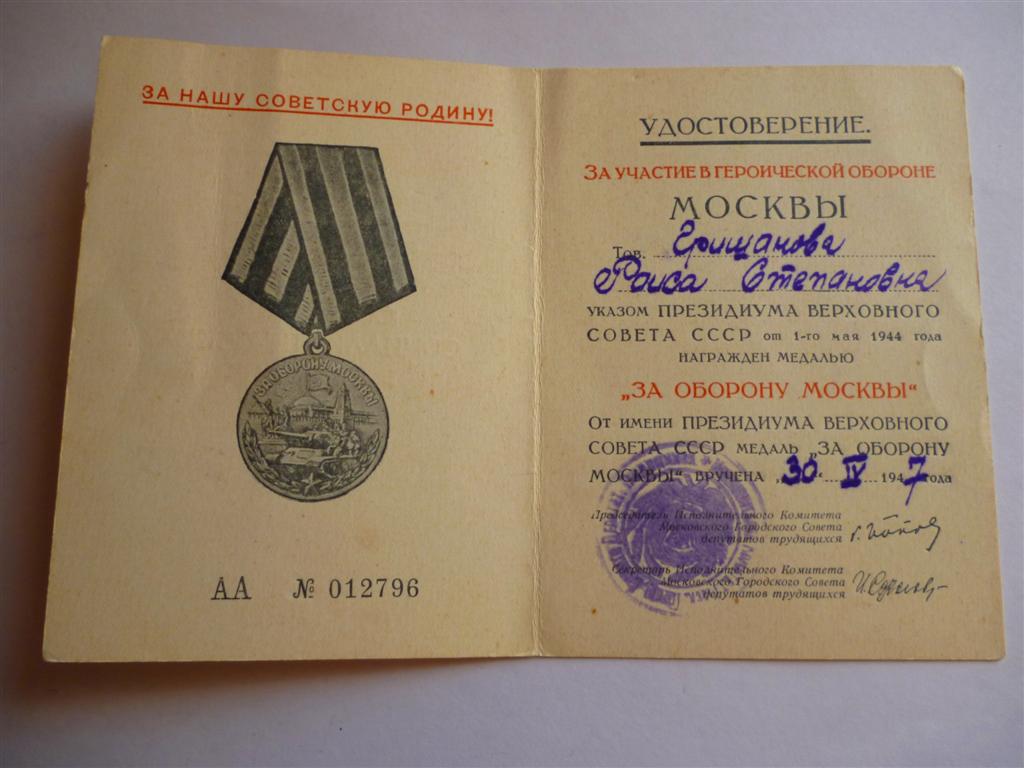 ЗА НАШУ СОВЕТСКУЮ РОДИНУ!
ЗА ОБОРОНУ МОСКВЫ
АА № 012796
УДОСТОВЕРЕНИЕ.
ЗА УЧАСТИЕ В ГЕРОИЧЕСКОЙ ОБОРОНЕ
МОСКВЫ
Тов. Гришанова
Раиса Степановна
УКАЗОМ ПРЕЗИДИУМА ВЕРХОВНОГО
СОВЕТА СССР от 1-го мая 1944 года
НАГРАЖДЕН МЕДАЛЬЮ
„ЗА ОБОРОНУ МОСКВЫ“
От имени ПРЕЗИДИУМА ВЕРХОВНОГО
СОВЕТА СССР МЕДАЛЬ „ЗА ОБОРОНУ
МОСКВЫ“ ВРУЧЕНА „30“ IV 1947 года
Председатель Исполнительного Комитета
Московского Городского Совета
депутатов трудящихся Г. Попов
Секретарь Исполнительного Комитета
Московского Городского Совета
депутатов трудящихся